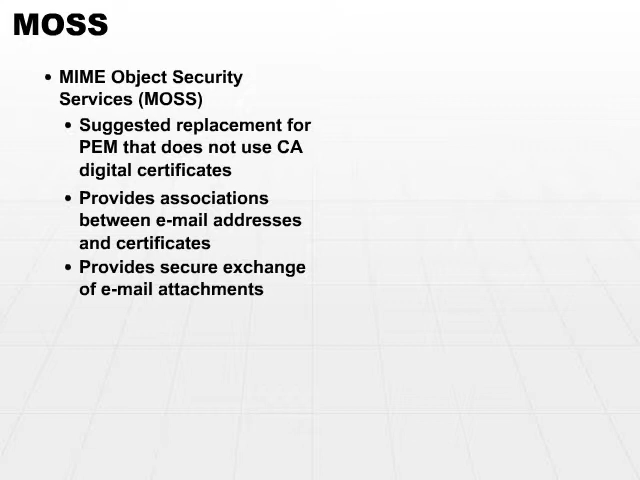 MOSS
• MIME Object Security
Services (MOSS)
• Suggested replacement for
PEM that does not use CA
digital certificates
• Provides associations
between e-mail addresses
and certificates
• Provides secure exchange
of e-mail attachments